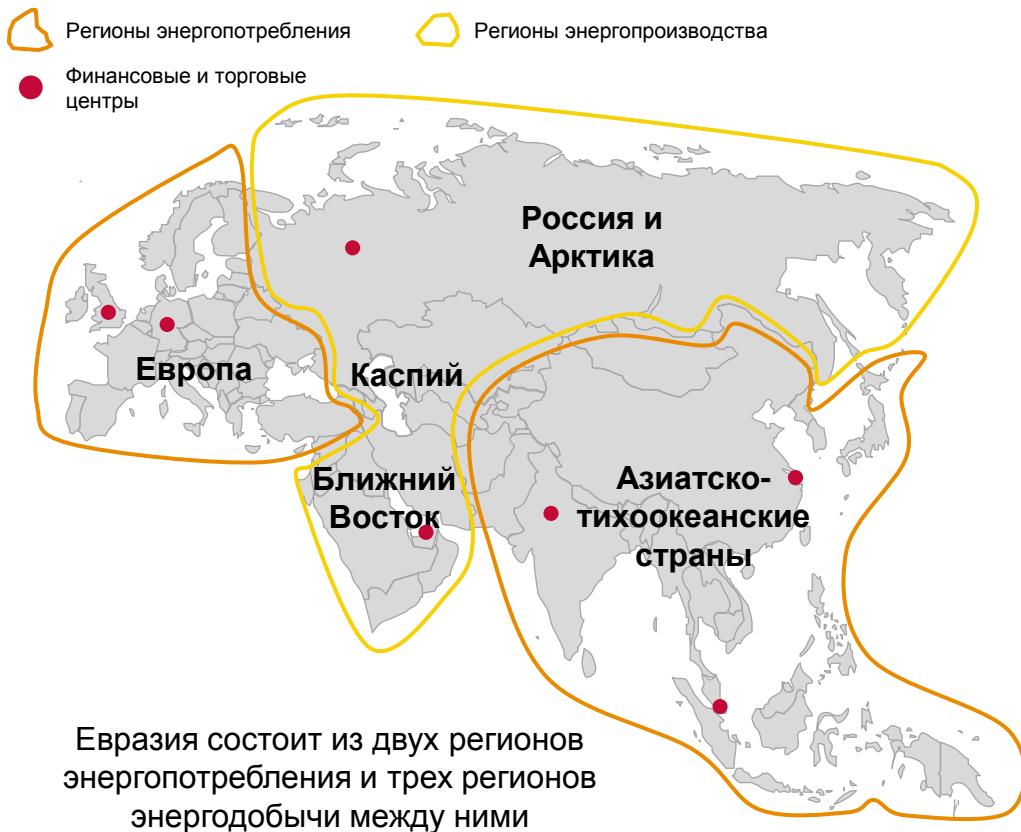 Регионы энергопотребления
Регионы энергопроизводства
Финансовые и торговые
центры
Россия и
Арктика
Европа
Каспий
Ближний
Восток
Азиатско-
тихоокеанские
страны
Евразия состоит из двух регионов
энергопотребления и трех регионов
энергодобычи между ними